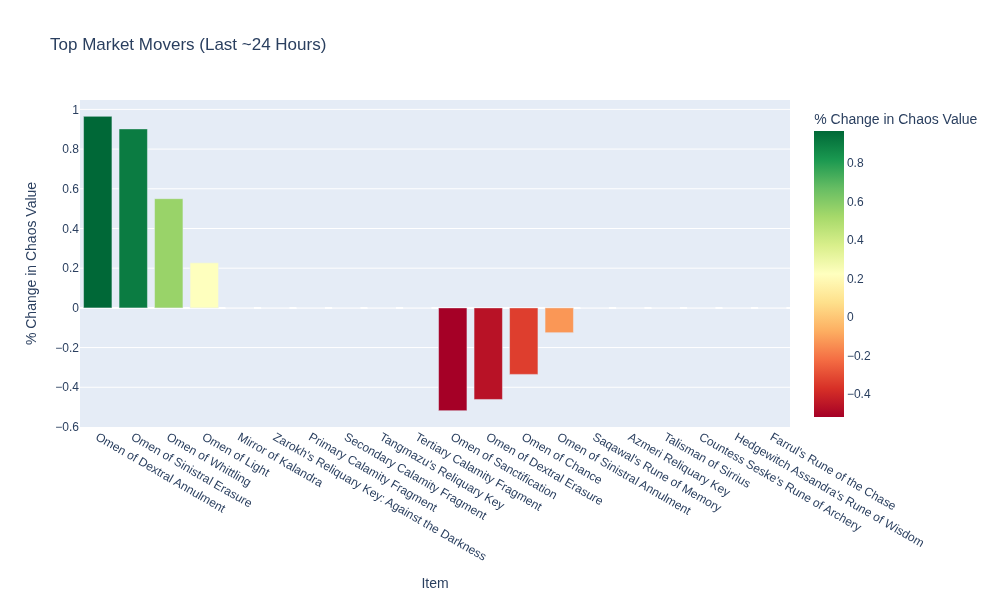 Top Market Movers (Last ~24 Hours)
% Change in Chaos Value
1
0.8
0.6
0.4
0.2
0
−0.2
−0.4
−0.6
% Change in Chaos Value
0.8
0.6
0.4
0.2
0
−0.2
−0.4
Omen of Dextral Annulment
Omen of Sinistral Erasure
Omen of Whittling
Omen of Light
Mirror of Kalandra
Zarokh's Reliquary Key: Against the Darkness
Primary Calamity Fragment
Secondary Calamity Fragment
Tangmazu's Reliquary Key
Tertiary Calamity Fragment
Omen of Sanctification
Omen of Dextral Erasure
Omen of Chance
Omen of Sinistral Annulment
Saqawal's Rune of Memory
Azmeri Reliquary Key
Talisman of Sirrius
Countess Seske's Rune of Archery
Hedgewitch Assandra's Rune of Wisdom
Farrul's Rune of the Chase
Item